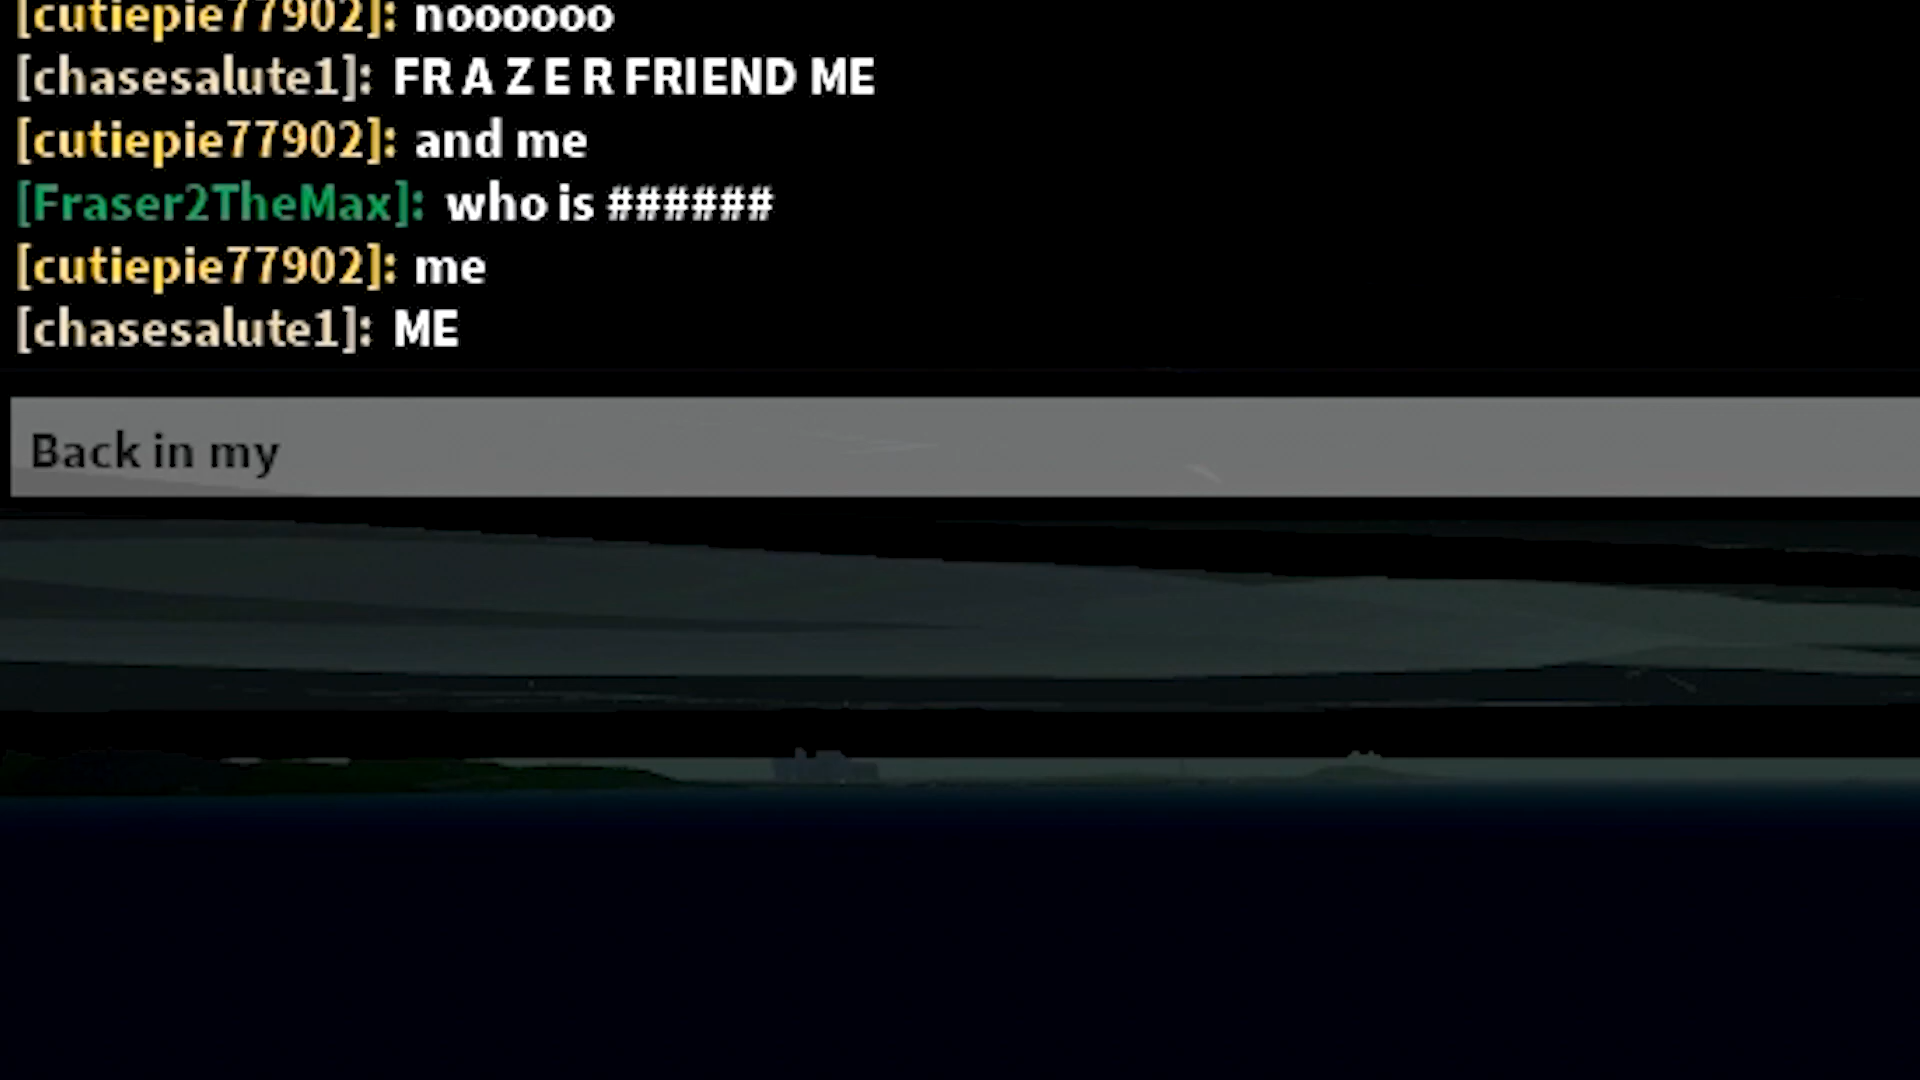 [cutiepie77902]: noooooo
[chasesalute1]: FR A Z E R FRIEND ME
[cutiepie77902]: and me
[Fraser2TheMax]: who is ######
[cutiepie77902]: me
[chasesalute1]: ME
Back in my